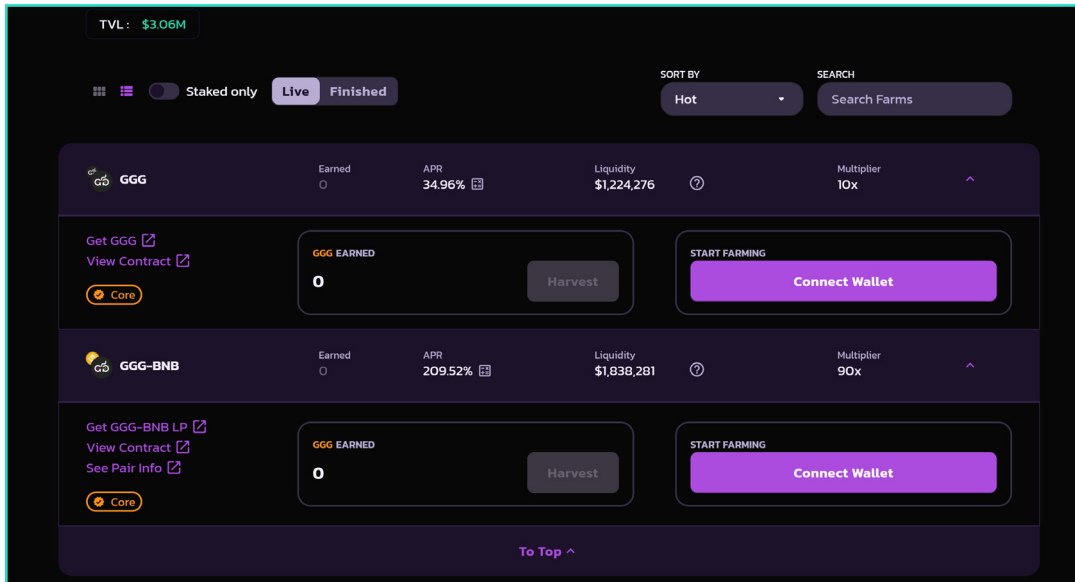 TVL: $3.06M
SORT BY SEARCH
Staked only Live Finished Hot Search Farms
Earned APR Liquidity Multiplier
GGG 0 34.96% $1,224,276 10x
Get GGG
View Contract
Core
GGG EARNED
0 Harvest
START FARMING
Connect Wallet
Earned APR Liquidity Multiplier
GGG-BNB 0 209.52% $1,838,281 90x
Get GGG-BNB LP
View Contract
See Pair Info
Core
GGG EARNED
0 Harvest
START FARMING
Connect Wallet
To Top